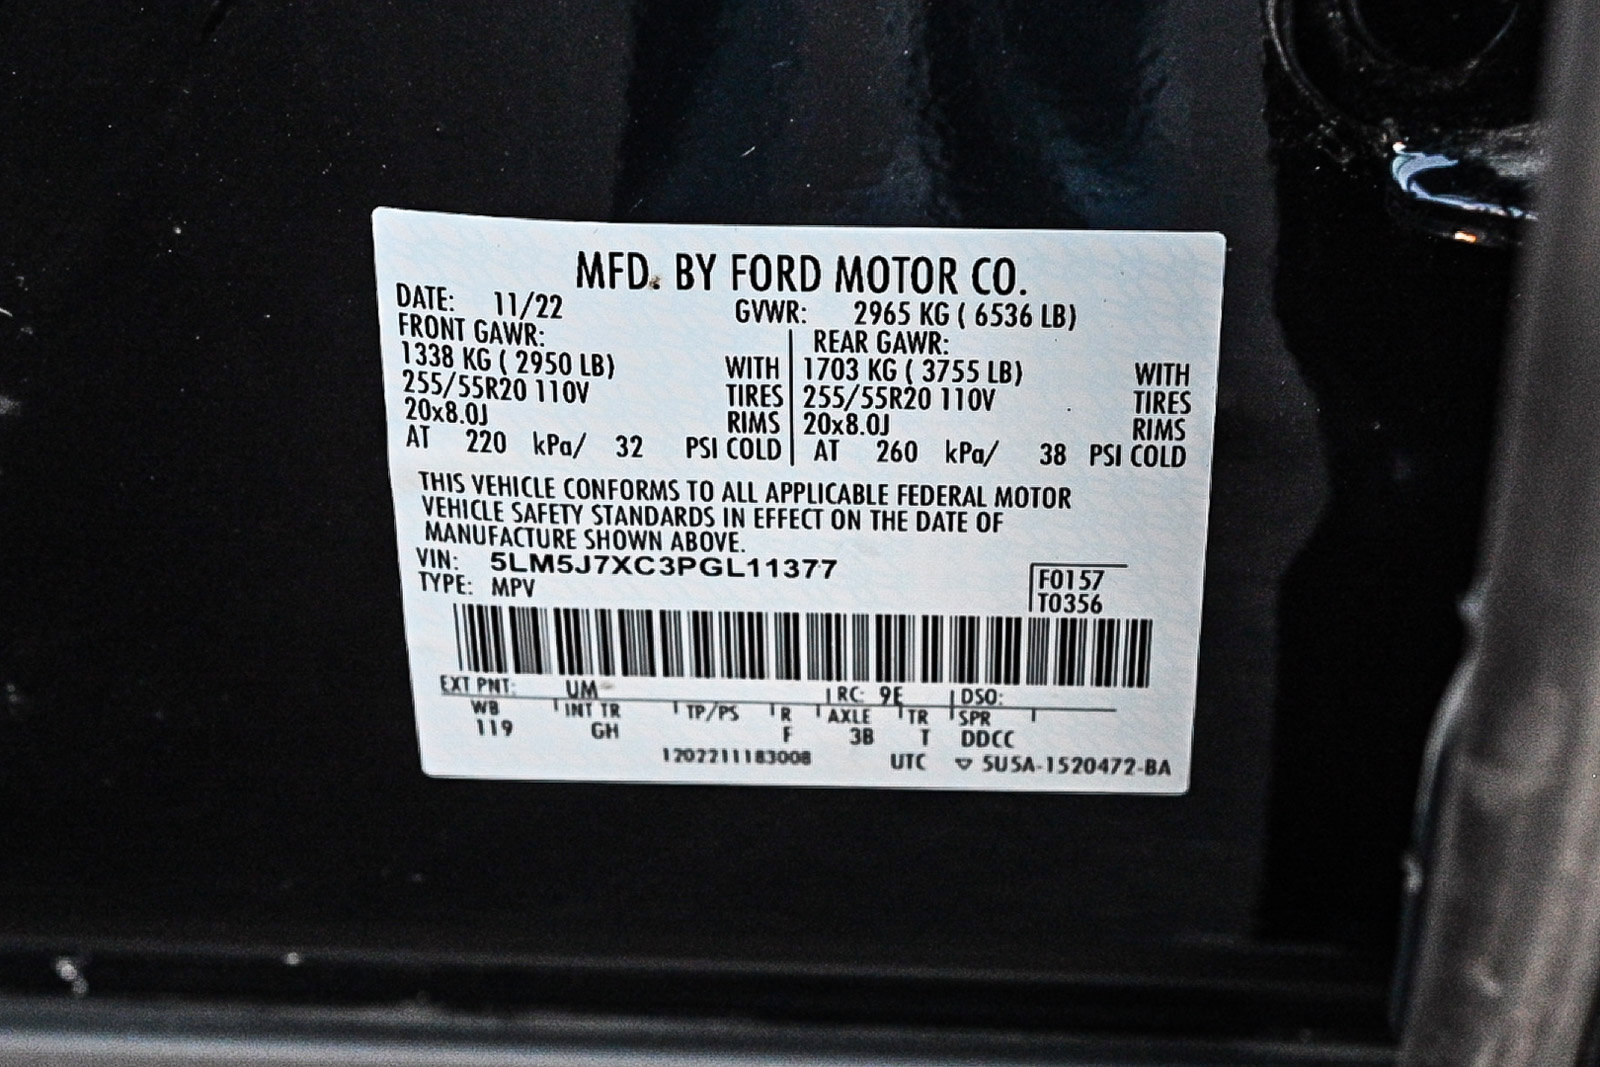 MFD. BY FORD MOTOR CO.
DATE: 11/22 GVWR: 2965 KG ( 6536 LB)
FRONT GAWR: REAR GAWR:
1338 KG ( 2950 LB) WITH 1703 KG ( 3755 LB) WITH
255/55R20 110V TIRES 255/55R20 110V TIRES
20x8.0J RIMS 20x8.0J RIMS
AT 220 kPa/ 32 PSI COLD AT 260 kPa/ 38 PSI COLD
THIS VEHICLE CONFORMS TO ALL APPLICABLE FEDERAL MOTOR
VEHICLE SAFETY STANDARDS IN EFFECT ON THE DATE OF
MANUFACTURE SHOWN ABOVE.
VIN: 5LM5J7XC3PGL11377
TYPE: MPV
F0157
T0356
EXT PNT: UM RC: 9E DSO:
WB INT TR TP/PS R AXLE TR SPR
119 GH F 3B T DDCC
1202211183008 UTC ▽ 5U5A-1520472-BA